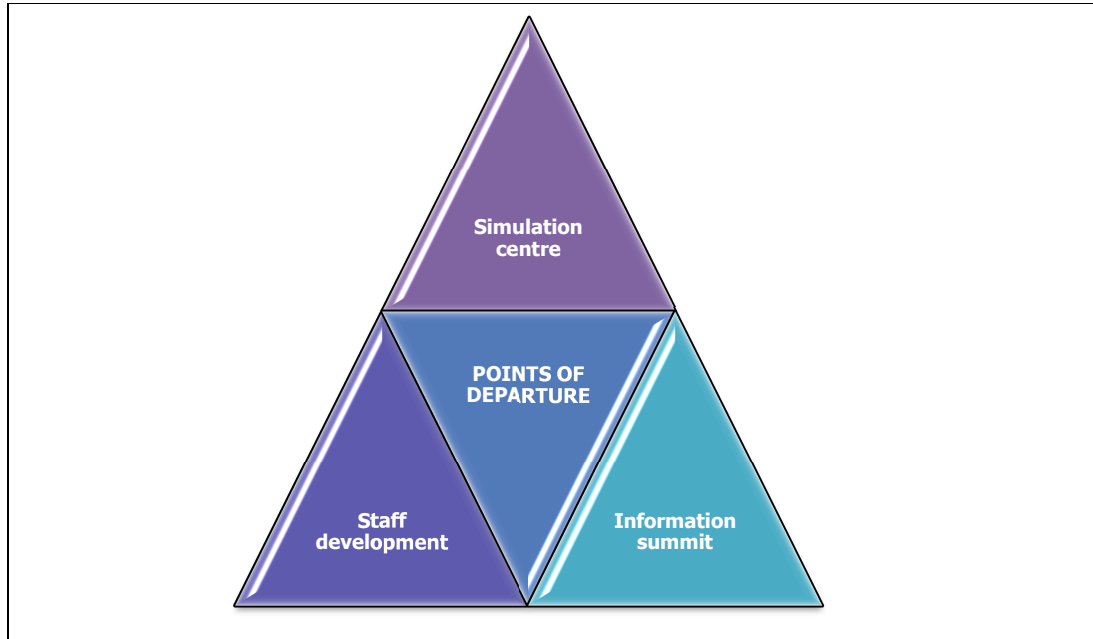 Simulation
centre
POINTS OF
DEPARTURE
Staff
development
Information
summit